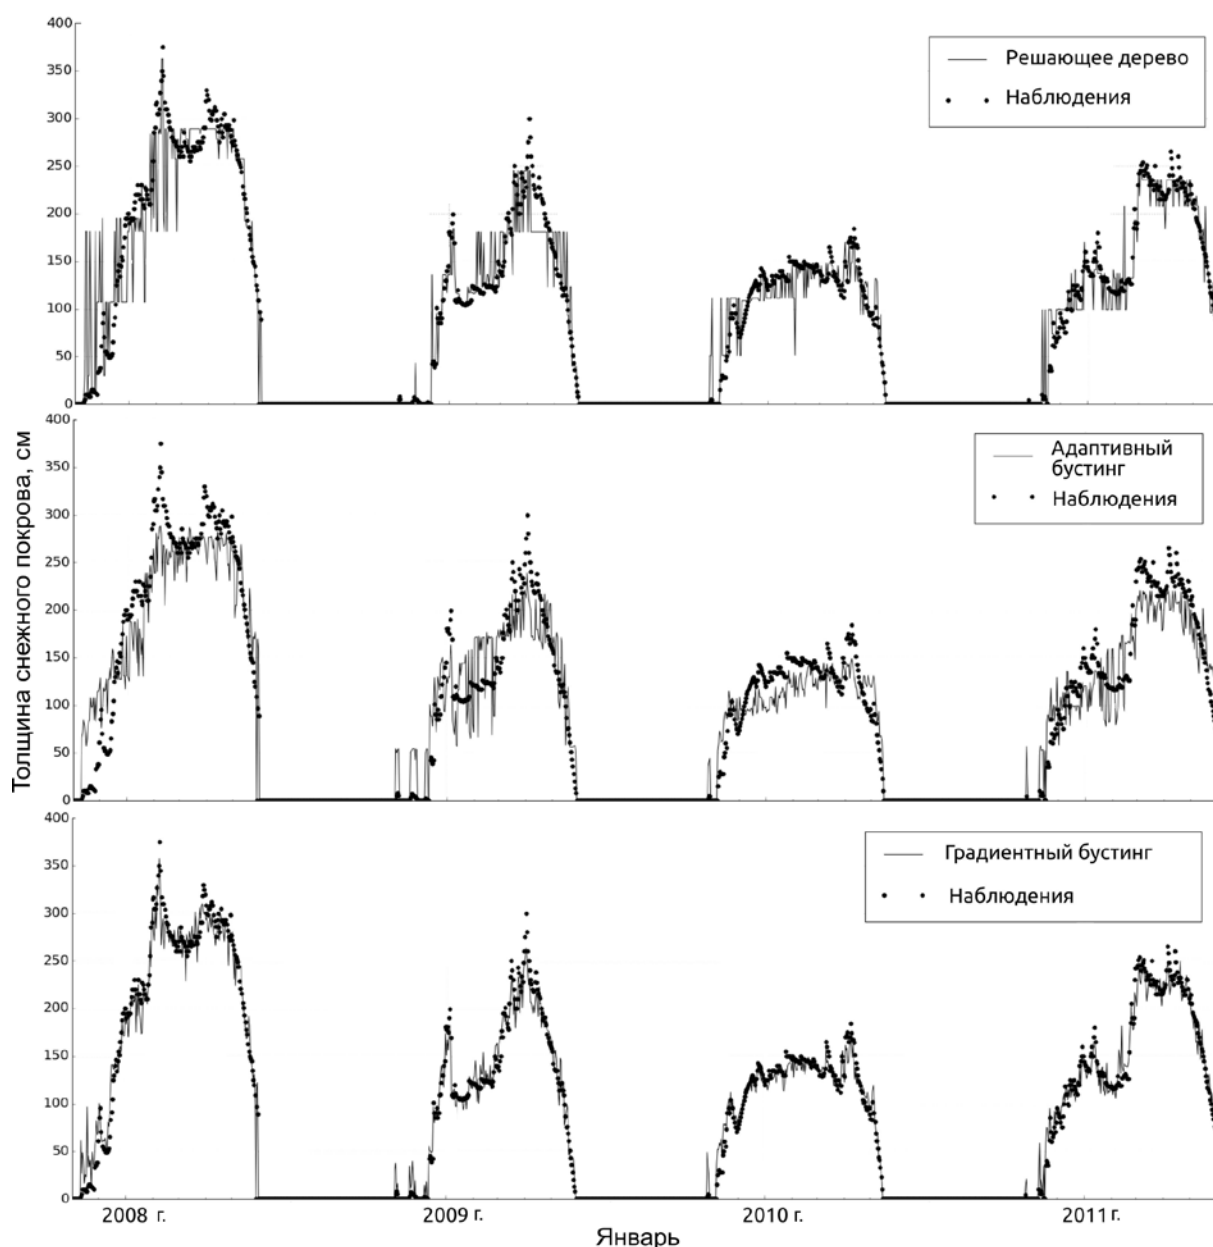 400
350
300
250
200
150
100
50
0
Решающее дерево
Наблюдения
Толщина снежного покрова, см
400
350
300
250
200
150
100
50
0
Адаптивный
бустинг
Наблюдения
400
350
300
250
200
150
100
50
0
Градиентный бустинг
Наблюдения
2008 г.
2009 г.
2010 г.
2011 г.
Январь